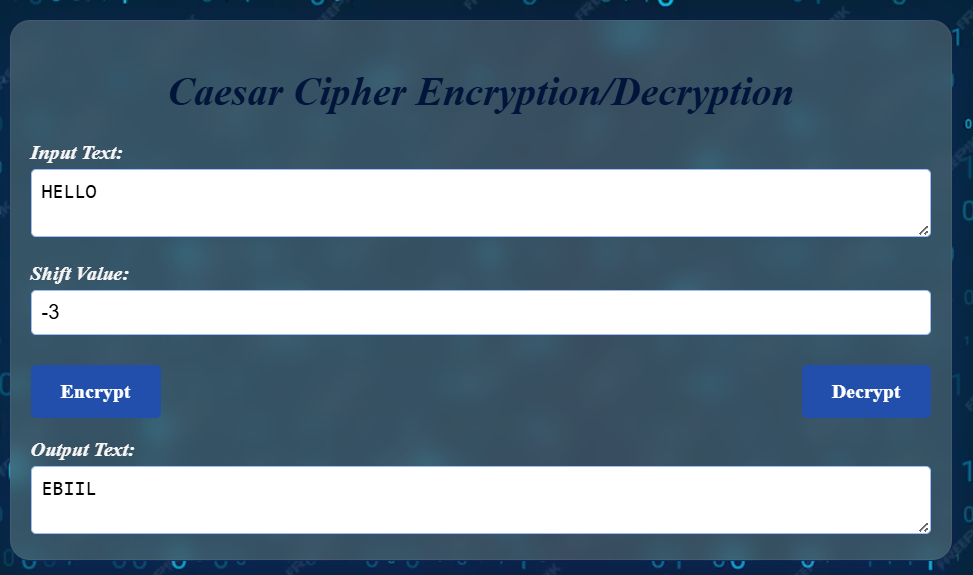 Caesar Cipher Encryption/Decryption
Input Text:
HELLO
Shift Value:
-3
Encrypt Decrypt
Output Text:
EBIIL